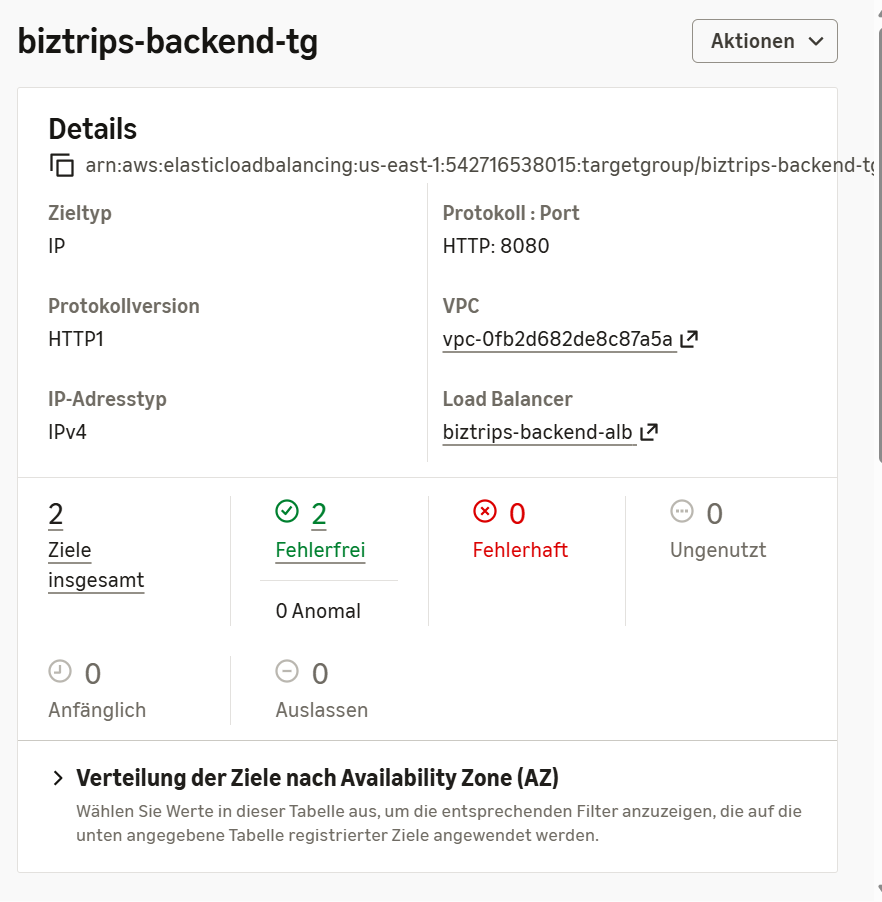 biztrips-backend-tg
Aktionen
Details
arn:aws:elasticloadbalancing:us-east-1:542716538015:targetgroup/biztrips-backend-tg
Zieltyp
IP
Protokoll : Port
HTTP: 8080
Protokollversion
HTTP1
VPC
vpc-0fb2d682de8c87a5a
IP-Adresstyp
IPv4
Load Balancer
biztrips-backend-alb
2
Ziele
insgesamt
2
Fehlerfrei
0 Anomal
0
Fehlerhaft
0
Ungenutzt
0
Anfänglich
0
Auslassen
Verteilung der Ziele nach Availability Zone (AZ)
Wählen Sie Werte in dieser Tabelle aus, um die entsprechenden Filter anzuzeigen, die auf die
unten angegebene Tabelle registrierter Ziele angewendet werden.